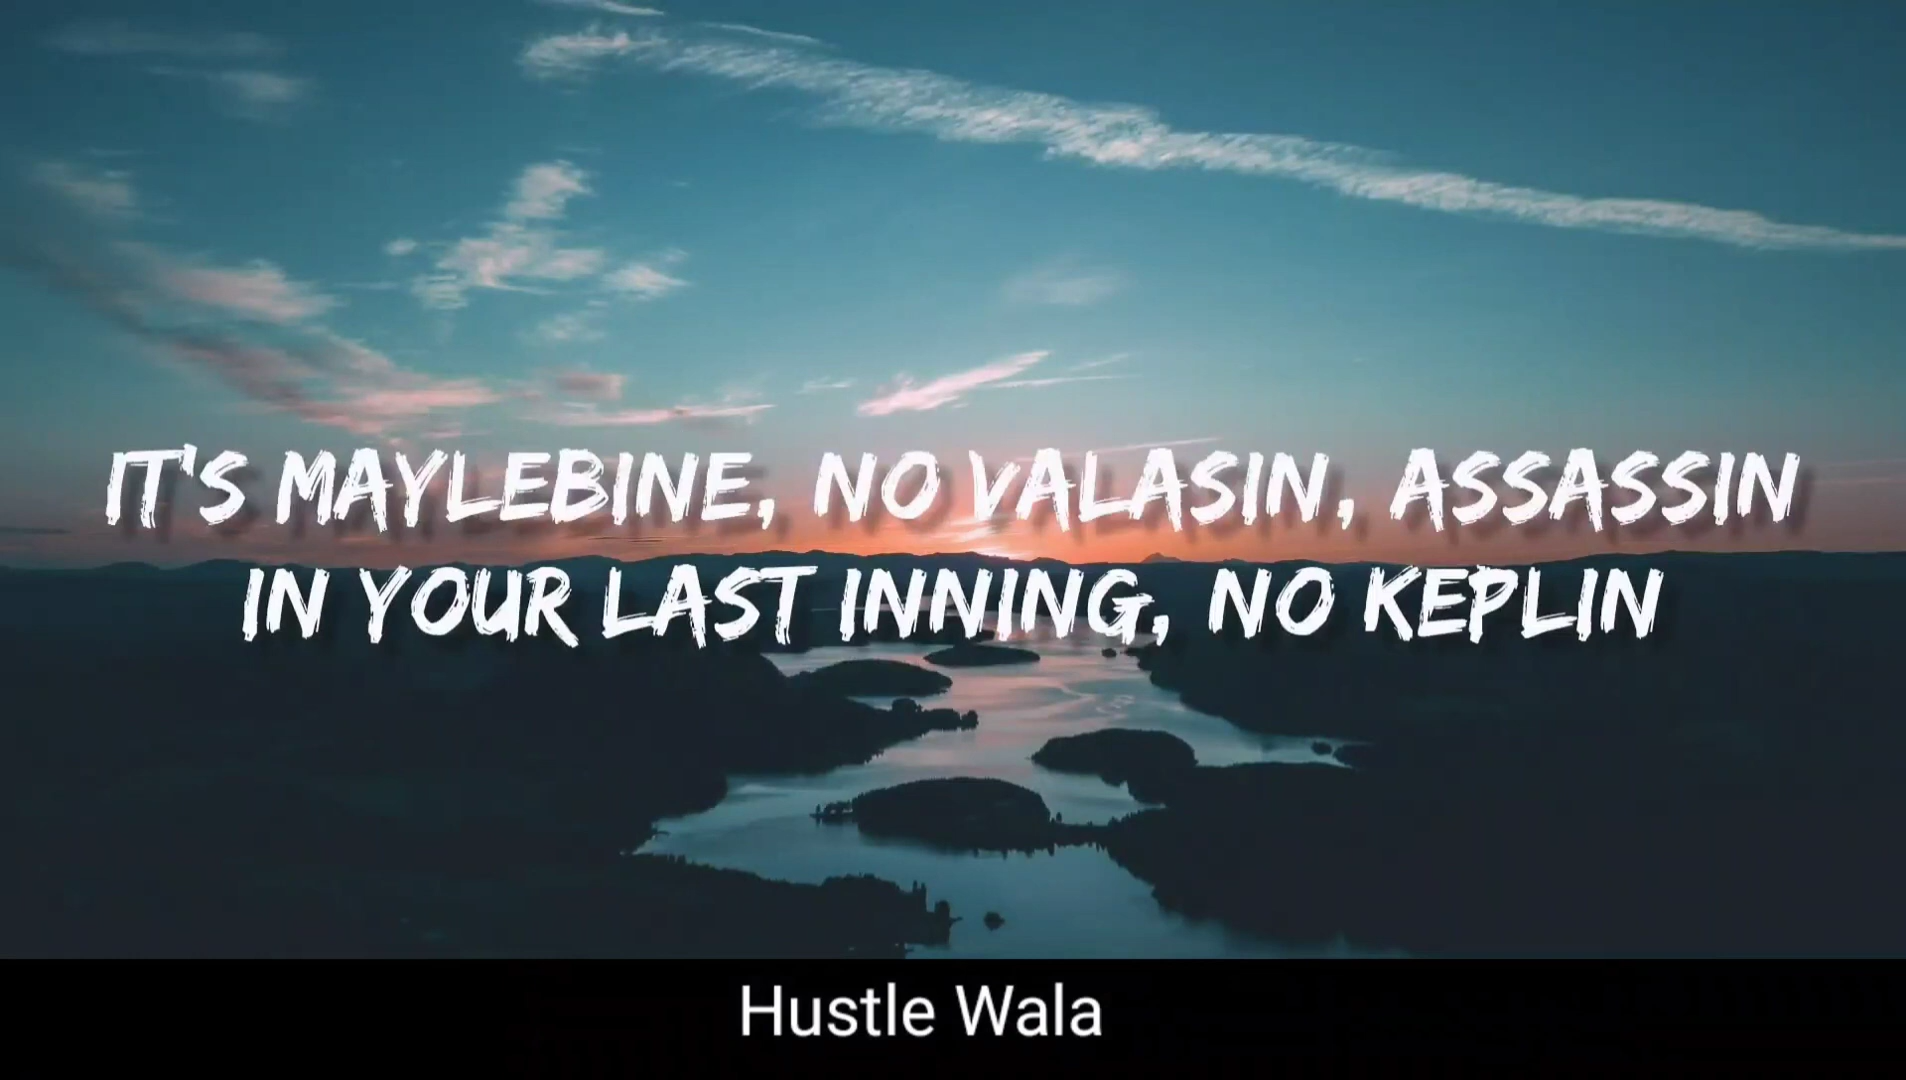 IT'S MAYLEBINE, NO VALASIN, ASSASSIN
IN YOUR LAST INNING, NO KEPLIN
Hustle Wala